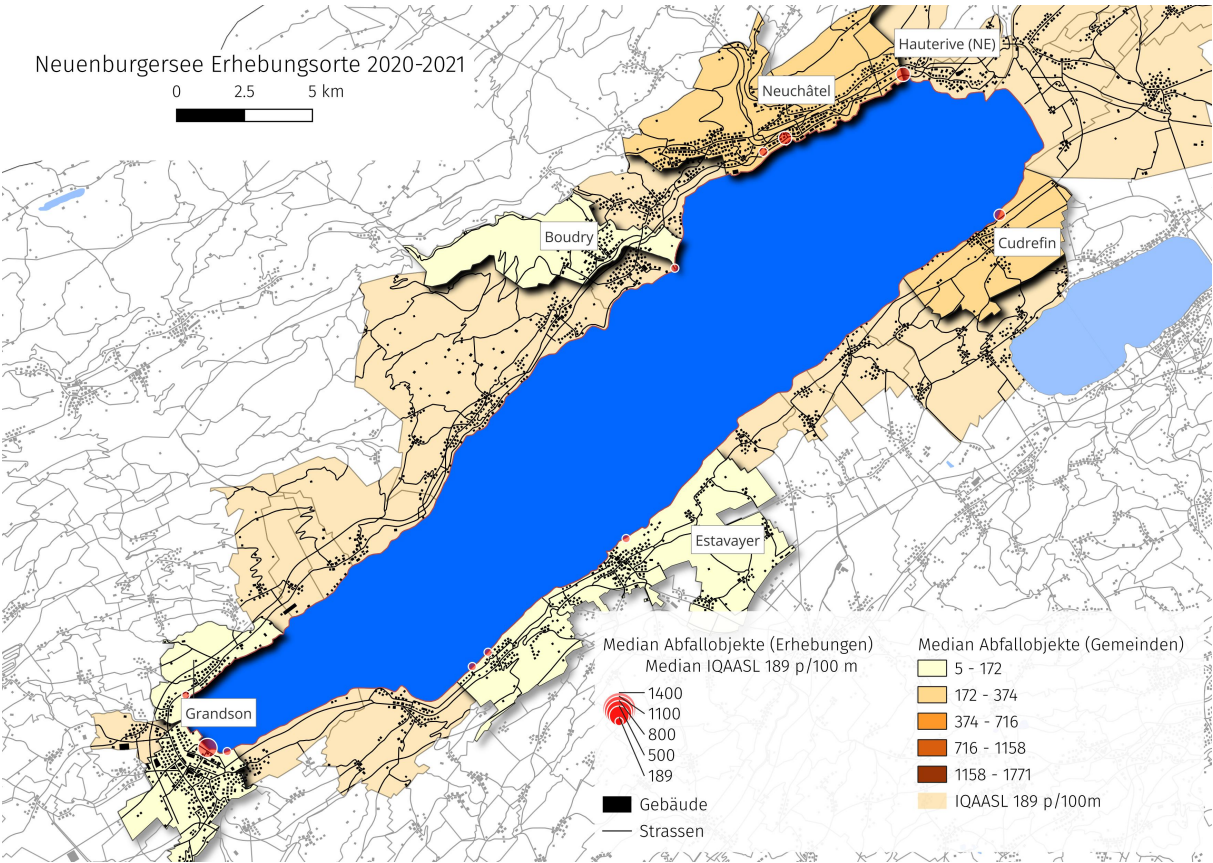 Neuenburgersee Erhebungsorte 2020-2021
0 2.5 5 km
Hauterive (NE)
Neuchâtel
Boudry
Cudrefin
Estavayer
Grandson
Median Abfallobjekte (Erhebungen)
Median IQAASL 189 p/100 m
1400
1100
800
500
189
Gebäude
Strassen
Median Abfallobjekte (Gemeinden)
5 - 172
172 - 374
374 - 716
716 - 1158
1158 - 1771
IQAASL 189 p/100m